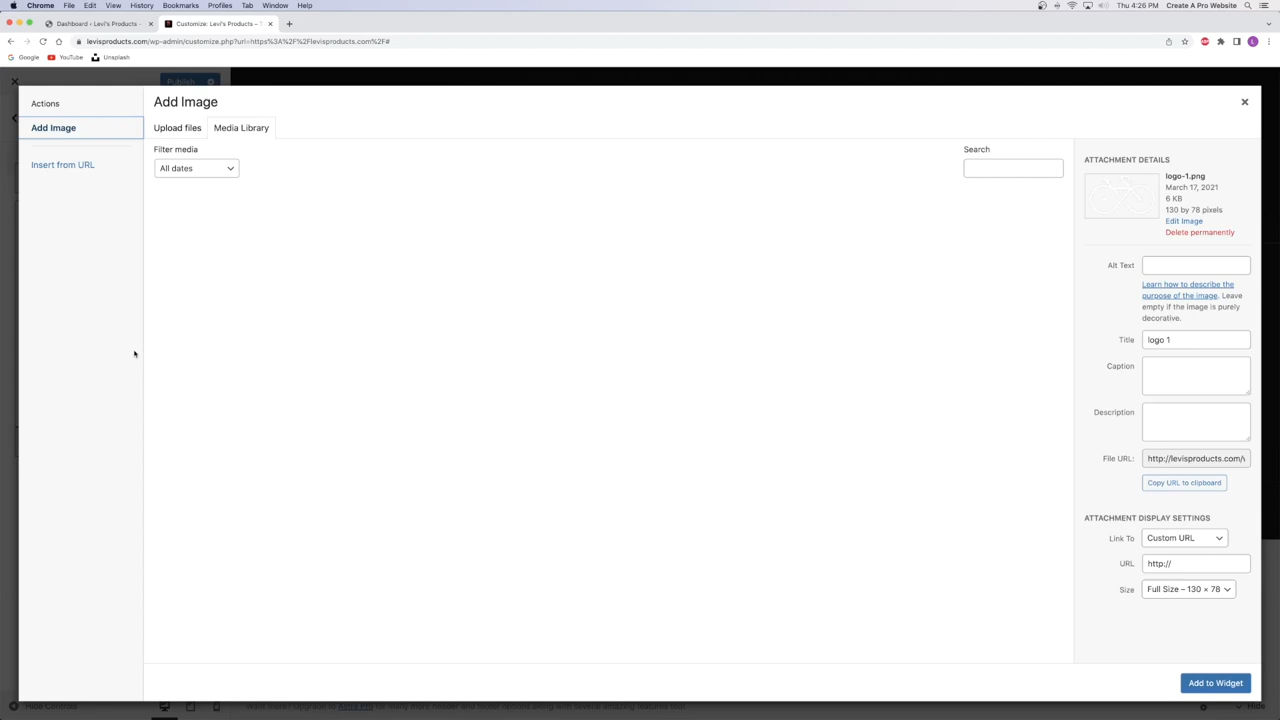 Chrome File Edit View History Bookmarks Profiles Tab Window Help
Thu 4:26 PM Create A Pro Website
Dashboard ‹ Levi's Products -
Customize: Levi's Products – T
levisproducts.com/wp-admin/customize.php?url=https%3A%2F%2Flevisproducts.com%2F#
Google YouTube Unsplash
Publish
Actions
Add Image
Insert from URL
Add Image
Upload files Media Library
Filter media
All dates
Search
ATTACHMENT DETAILS
logo-1.png
March 17, 2021
6 KB
130 by 78 pixels
Edit Image
Delete permanently
Alt Text
Learn how to describe the
purpose of the image. Leave
empty if the image is purely
decorative.
Title logo 1
Caption
Description
File URL: http://levisproducts.com/
Copy URL to clipboard
ATTACHMENT DISPLAY SETTINGS
Link To Custom URL
URL http://
Size Full Size – 130 × 78
Add to Widget
Hide Controls
Want more? Upgrade to Astra Pro for many more header and footer options along with several amazing features too!
Hide